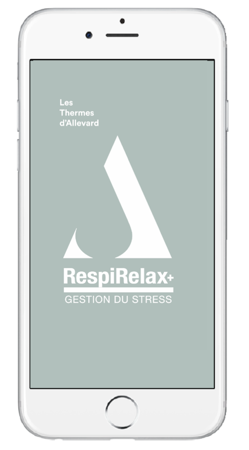 Les
Thermes
d'Allevard
RespiRelax+
GESTION DU STRESS